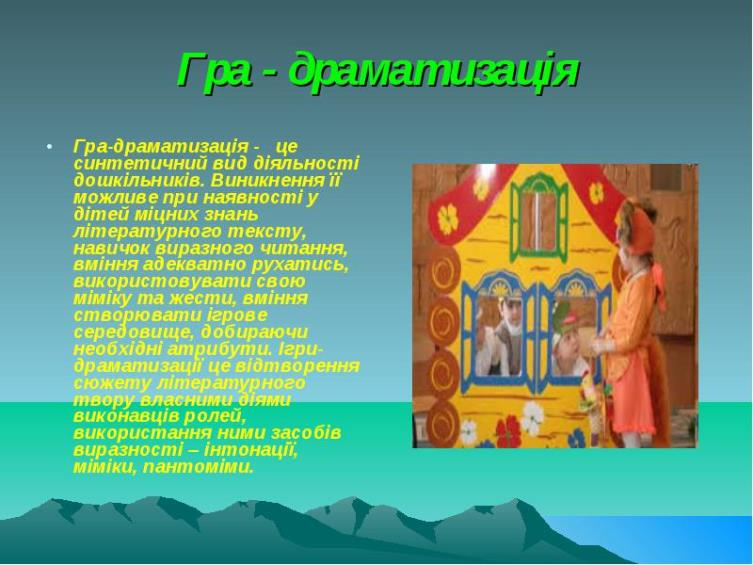 Гра - драматизація
• Гра-драматизація - це
синтетичний вид діяльності
дошкільників. Виникнення її
можливе при наявності у
дітей міцних знань
літературного тексту,
навичок виразного читання,
вміння адекватно рухатись,
використовувати свою
міміку та жести, вміння
створювати ігрове
середовище, добираючи
необхідні атрибути. Ігри-
драматизації це відтворення
сюжету літературного
твору власними діями
виконавців ролей,
використання ними засобів
виразності – інтонації,
міміки, пантоміми.